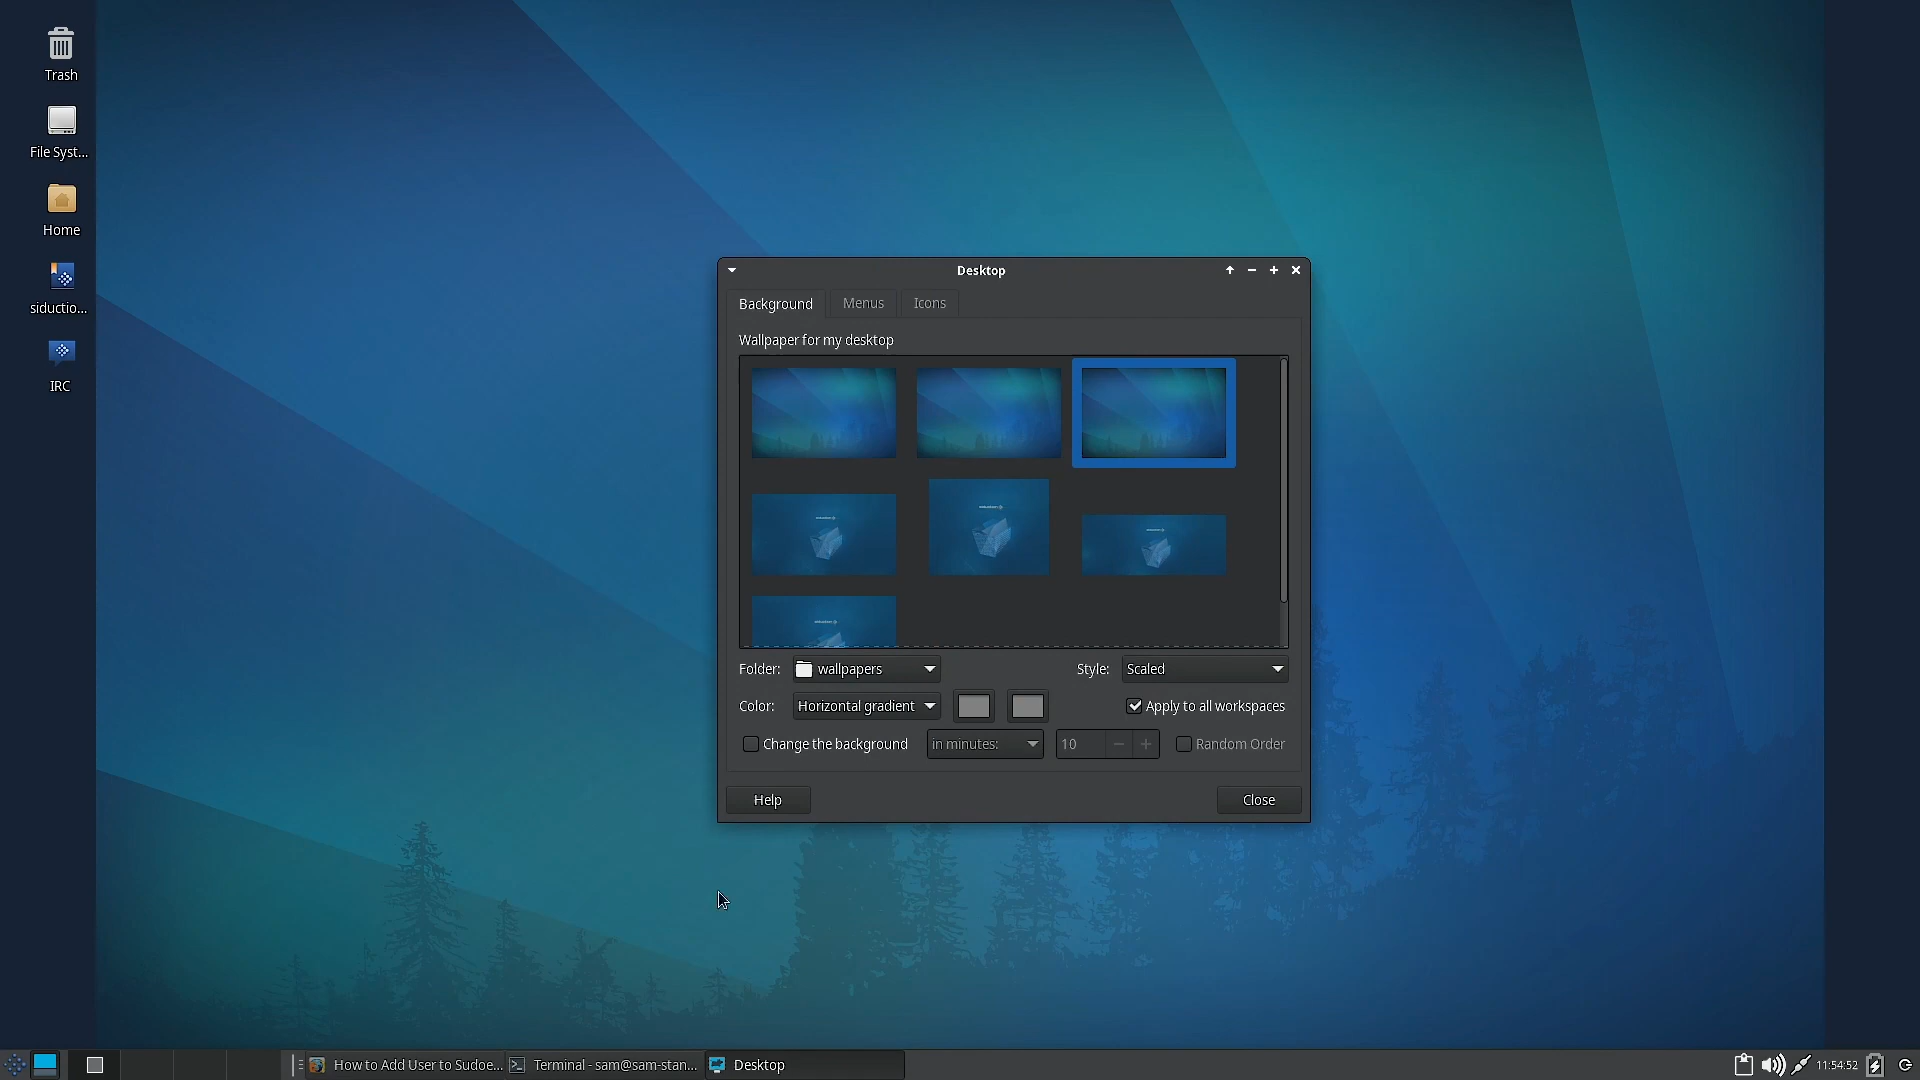 Trash
File Syst...
Home
siductio...
IRC
Desktop
Background
Menus
Icons
Wallpaper for my desktop
Folder:
wallpapers
Style:
Scaled
Color:
Horizontal gradient
Apply to all workspaces
Change the background
in minutes:
10
Random Order
Help
Close
How to Add User to Sudoe...
Terminal - sam@sam-stan...
Desktop
11:54:52